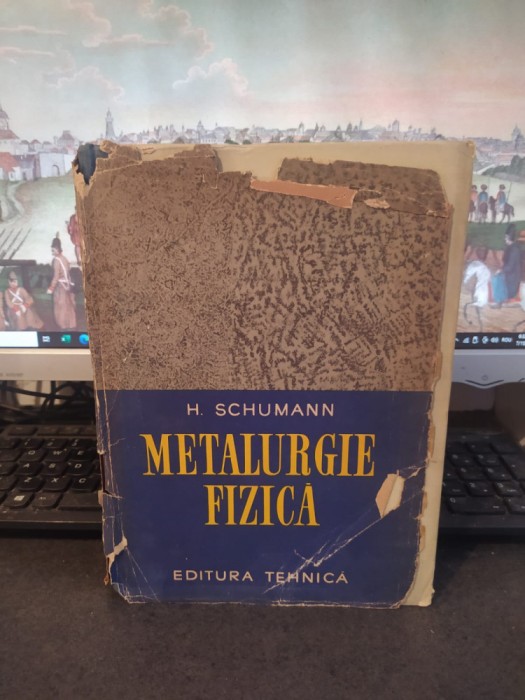 H. SCHUMANN
METALURGIE
FIZICĂ
EDITURA TEHNICĂ